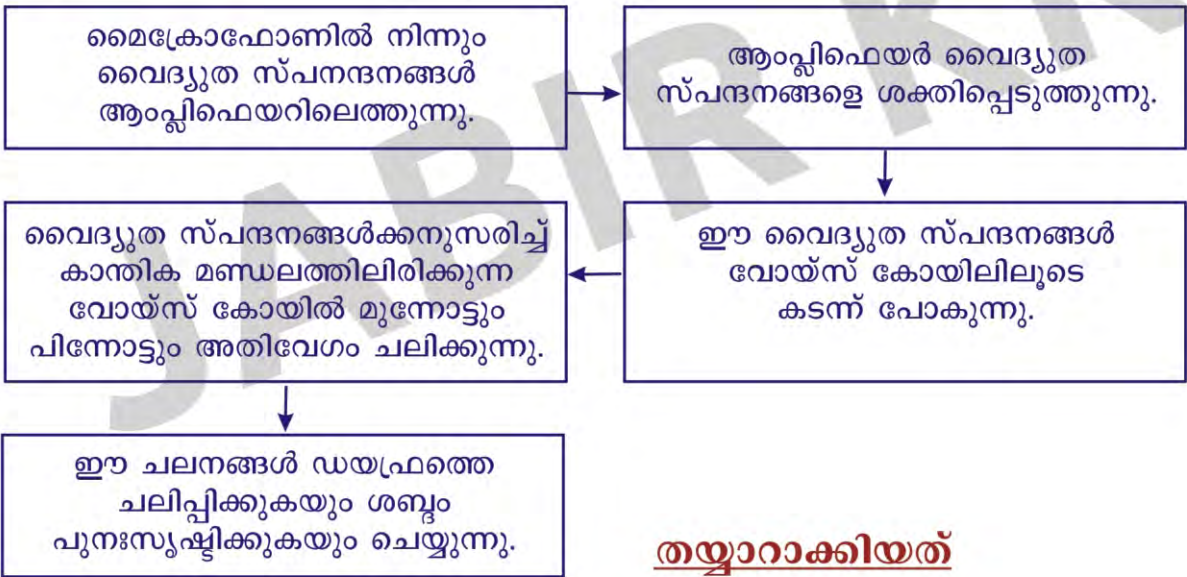 മൈക്രോഫോണിൽ നിന്നും
വൈദ്യുത സ്പനന്ദനങ്ങൾ
ആംപ്ലിഫെയറിലെത്തുന്നു.
ആംപ്ലിഫെയർ വൈദ്യുത
സ്പന്ദനങ്ങളെ ശക്തിപ്പെടുത്തുന്നു.
ഈ വൈദ്യുത സ്പന്ദനങ്ങൾ
വോയ്സ് കോയിലിലൂടെ
കടന്ന് പോകുന്നു.
വൈദ്യുത സ്പന്ദനങ്ങൾക്കനുസരിച്ച്
കാന്തിക മണ്ഡലത്തിലിരിക്കുന്ന
വോയ്സ് കോയിൽ മുന്നോട്ടും
പിന്നോട്ടും അതിവേഗം ചലിക്കുന്നു.
ഈ ചലനങ്ങൾ ഡയഫ്രത്തെ
ചലിപ്പിക്കുകയും ശബ്ദം
പുനഃസൃഷ്ടിക്കുകയും ചെയ്യുന്നു.
തയ്യാറാക്കിയത്
JABIR